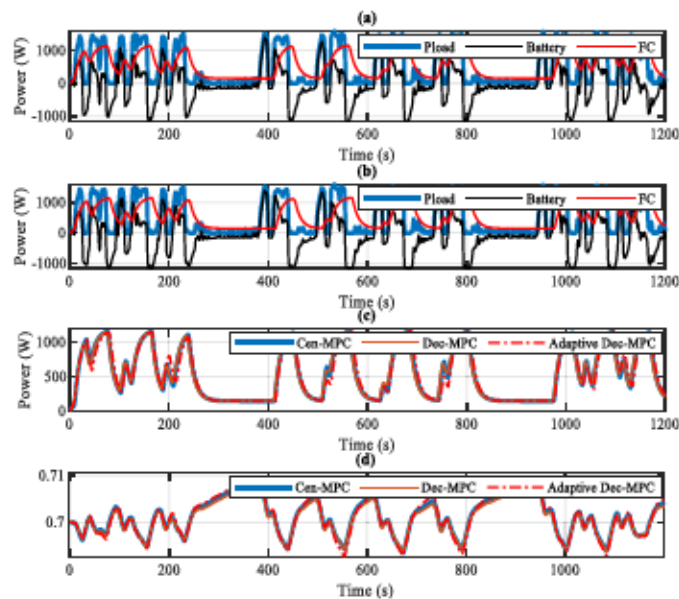 (a)
Power (W)
1000
0
-1000
Pload Battery FC
0 200 400 600 800 1000 1200
Time (s)
(b)
Power (W)
1000
0
-1000
Pload Battery FC
0 200 400 600 800 1000 1200
Time (s)
(c)
Power (W)
1000
500
0
Cen-MPC Dec-MPC Adaptive Dec-MPC
0 200 400 600 800 1000 1200
Time (s)
(d)
0.71
0.7
Cen-MPC Dec-MPC Adaptive Dec-MPC
0 200 400 600 800 1000 1200
Time (s)